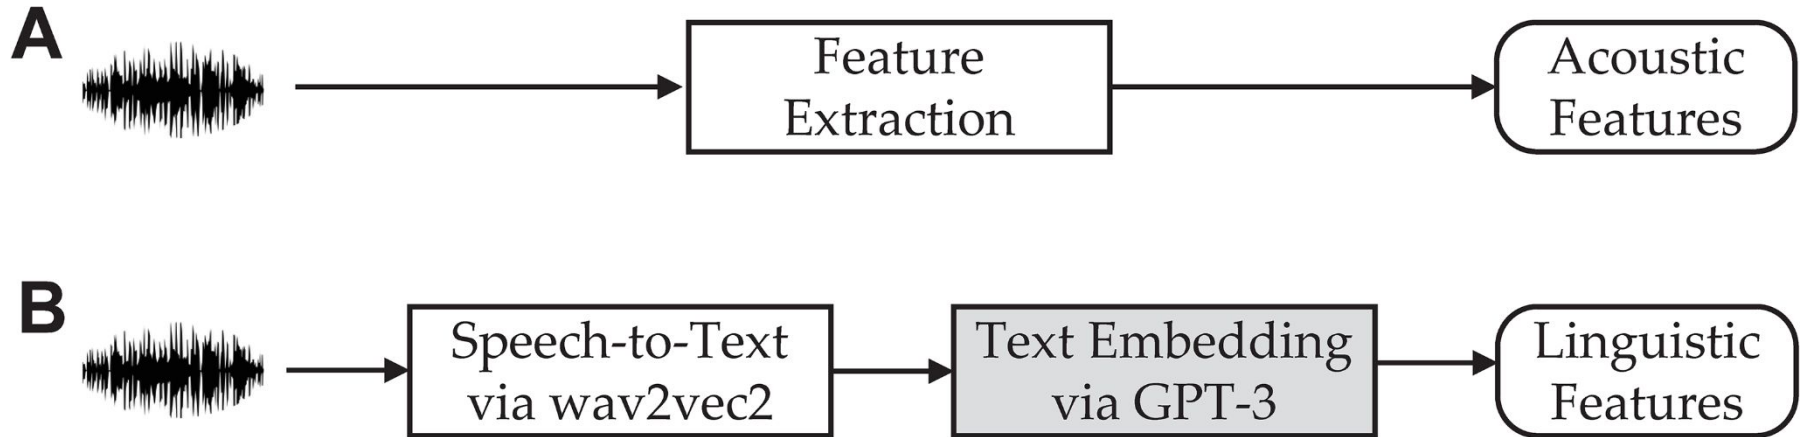 A
Feature
Extraction
Acoustic
Features
B
Speech-to-Text
via wav2vec2
Text Embedding
via GPT-3
Linguistic
Features